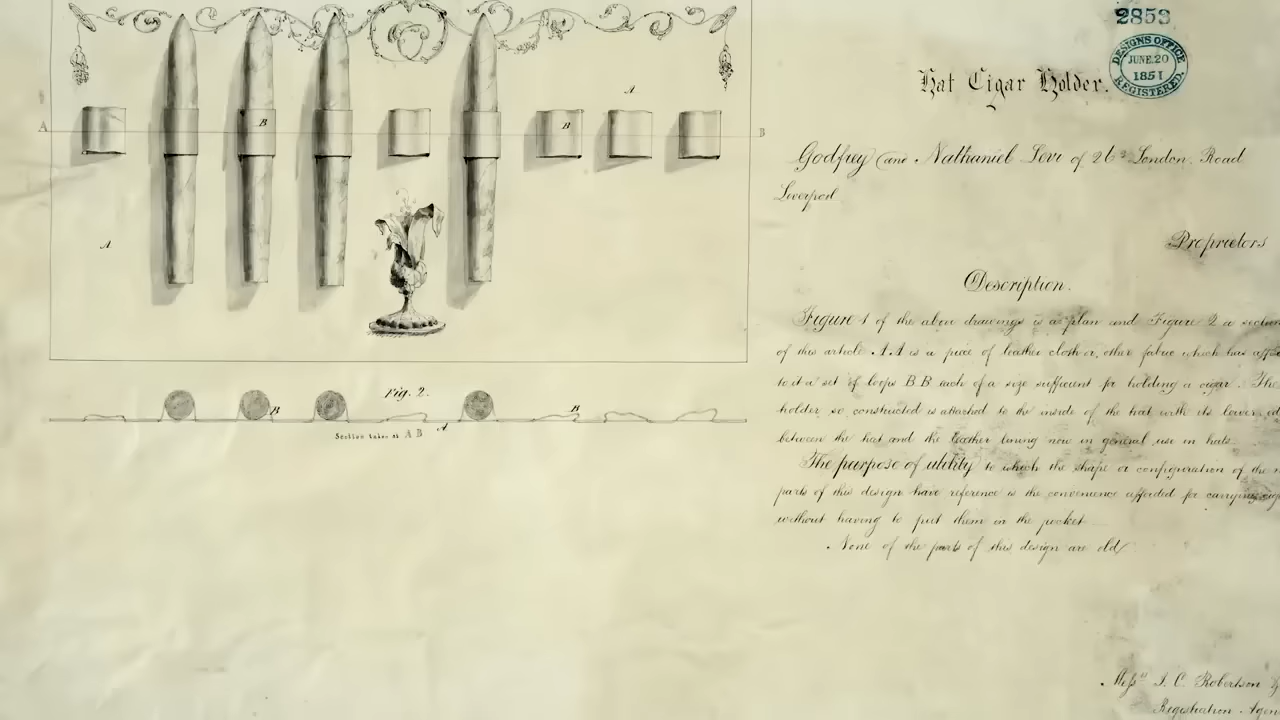 2853
DESIGNS OFFICE
JUNE.20
1851
REGISTERED.
Hat Cigar Holder.
Godfrey and Nathaniel Levi of 26 London Road
Liverpool
Proprietors
Description.
Figure 1 of the above drawings is a plan and Figure 2 a section
of this article A A is a piece of leather cloth or other fabric which has
to it a set of loops B B each of a size sufficient for holding a cigar. The
holder so constructed is attached to the inside of the hat with its lower
between the hat and the leather lining now in general use in hats
The purpose of utility to which the shape or configuration of the
parts of this design have reference is the convenience afforded for carrying
without having to put them in the pocket
None of the parts of this design are old
Messrs J. C. Robertson &
Registration Agen
A
B
A
B
B
A
Fig. 2.
B
B
A
Section taken at A B